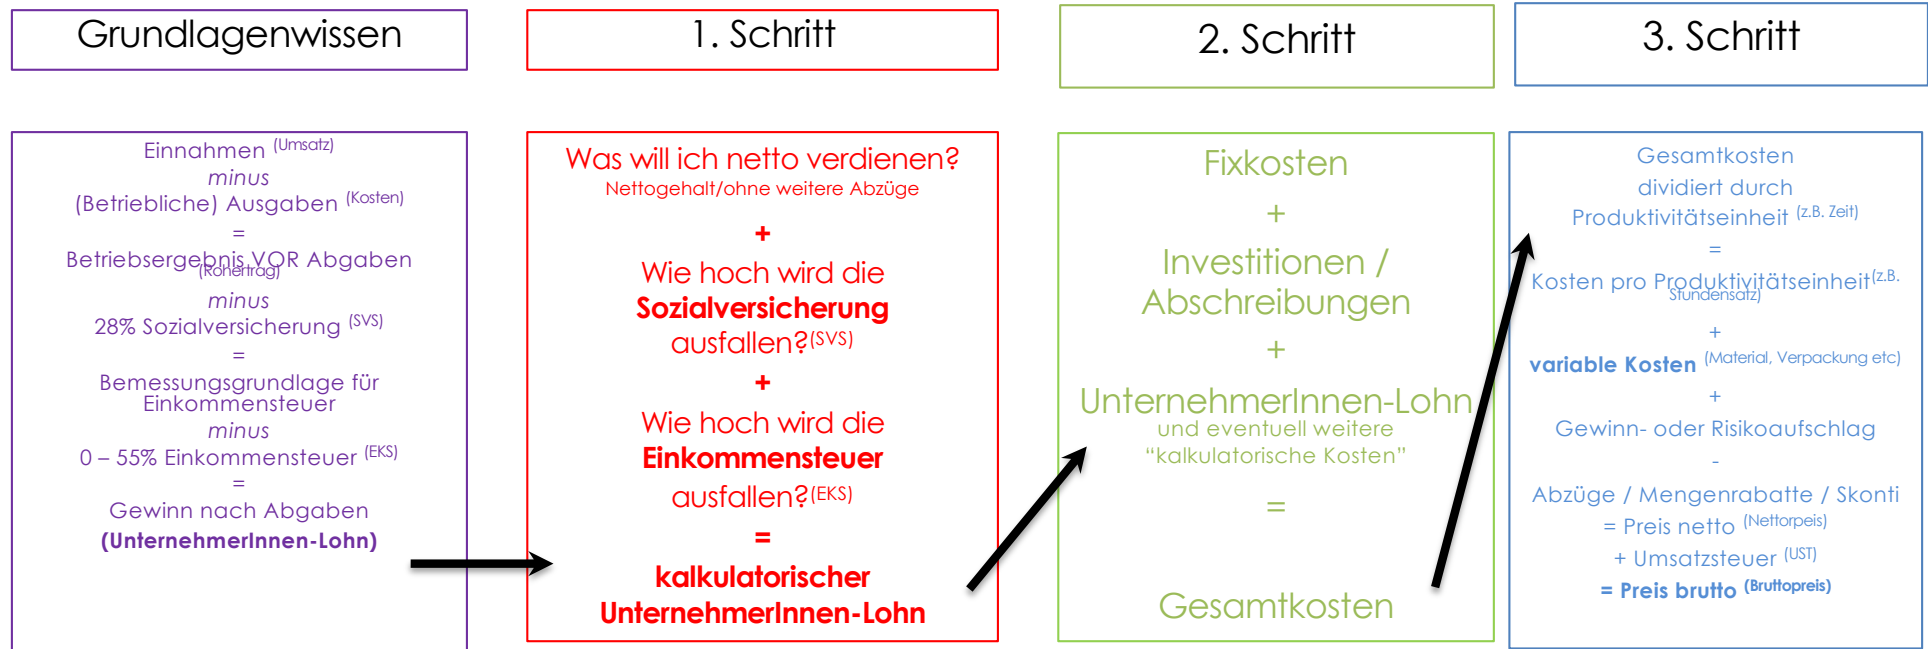 Grundlagenwissen
Einnahmen (Umsatz)
minus
(Betriebliche) Ausgaben (Kosten)
=
Betriebsergebnis VOR Abgaben
(Rohertrag)
minus
28% Sozialversicherung (SVS)
=
Bemessungsgrundlage für
Einkommensteuer
minus
0 – 55% Einkommensteuer (EKS)
=
Gewinn nach Abgaben
(UnternehmerInnen-Lohn)
1. Schritt
Was will ich netto verdienen?
Nettogehalt/ohne weitere Abzüge
+
Wie hoch wird die
Sozialversicherung
ausfallen?(SVS)
+
Wie hoch wird die
Einkommensteuer
ausfallen?(EKS)
=
kalkulatorischer
UnternehmerInnen-Lohn
2. Schritt
Fixkosten
+
Investitionen /
Abschreibungen
+
UnternehmerInnen-Lohn
und eventuell weitere
“kalkulatorische Kosten”
=
Gesamtkosten
3. Schritt
Gesamtkosten
dividiert durch
Produktivitätseinheit (z.B. Zeit)
=
Kosten pro Produktivitätseinheit(z.B.
Stundensatz)
+
variable Kosten (Material, Verpackung etc)
+
Gewinn- oder Risikoaufschlag
-
Abzüge / Mengenrabatte / Skonti
= Preis netto (Nettorpeis)
+ Umsatzsteuer (UST)
= Preis brutto (Bruttopreis)